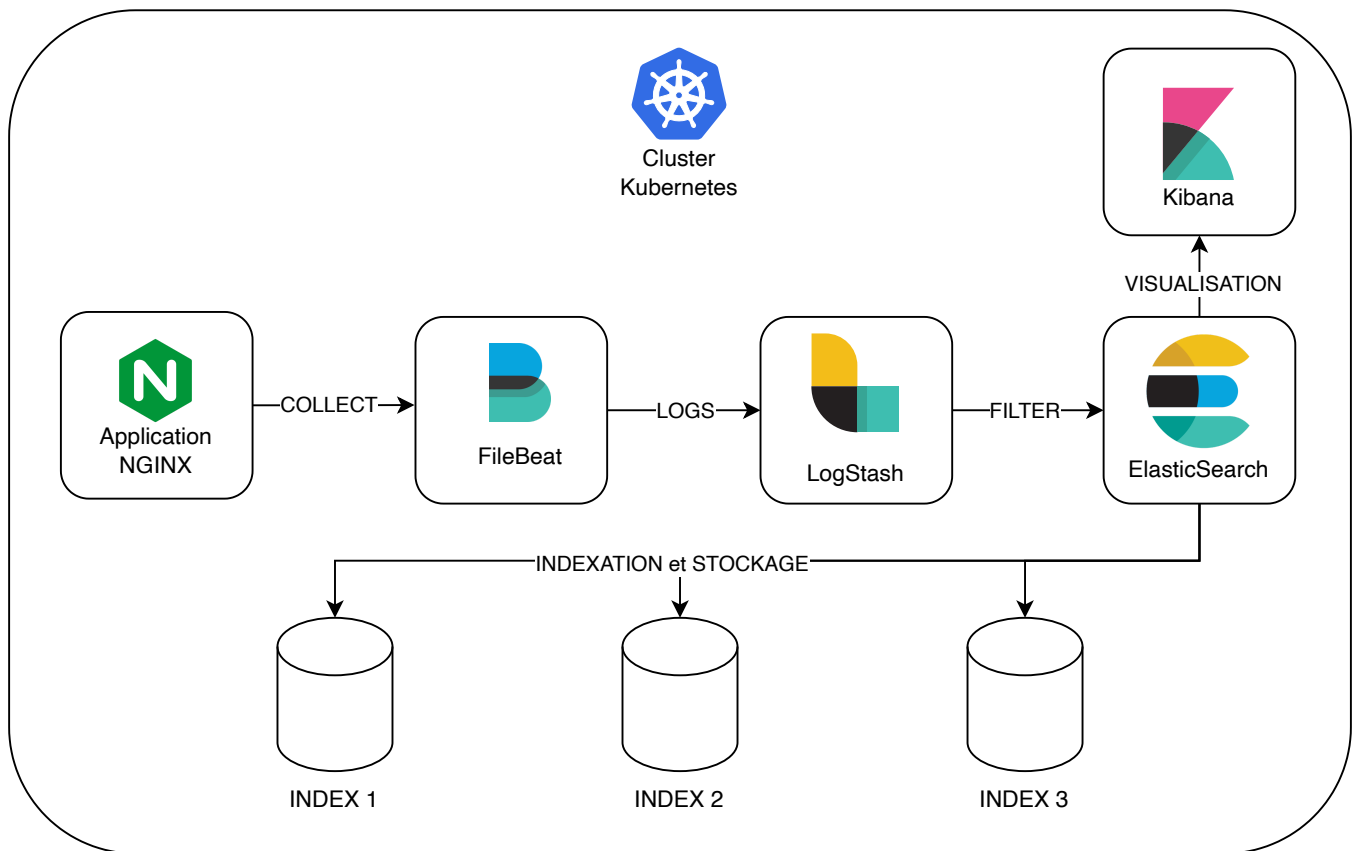 Cluster
Kubernetes
Kibana
VISUALISATION
Application
NGINX
COLLECT
FileBeat
LOGS
LogStash
FILTER
ElasticSearch
INDEXATION et STOCKAGE
INDEX 1
INDEX 2
INDEX 3